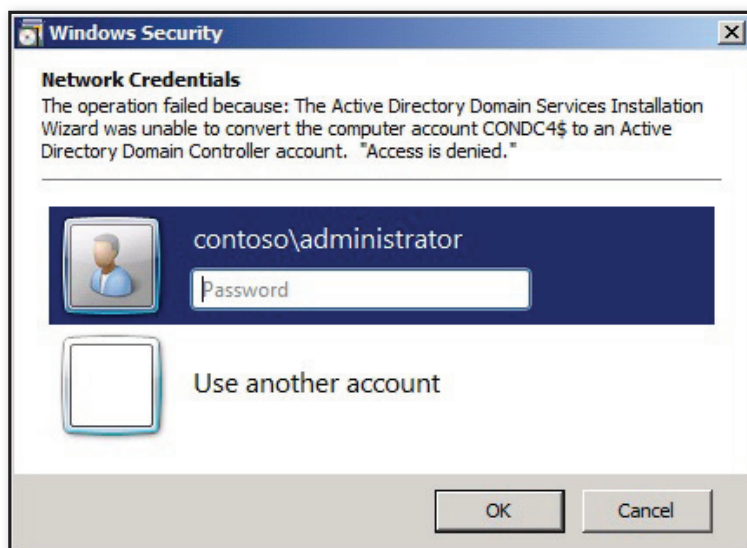 Windows Security
Network Credentials
The operation failed because: The Active Directory Domain Services Installation
Wizard was unable to convert the computer account CONDC4$ to an Active
Directory Domain Controller account.  "Access is denied."
contoso\administrator
Password
Use another account
OK
Cancel